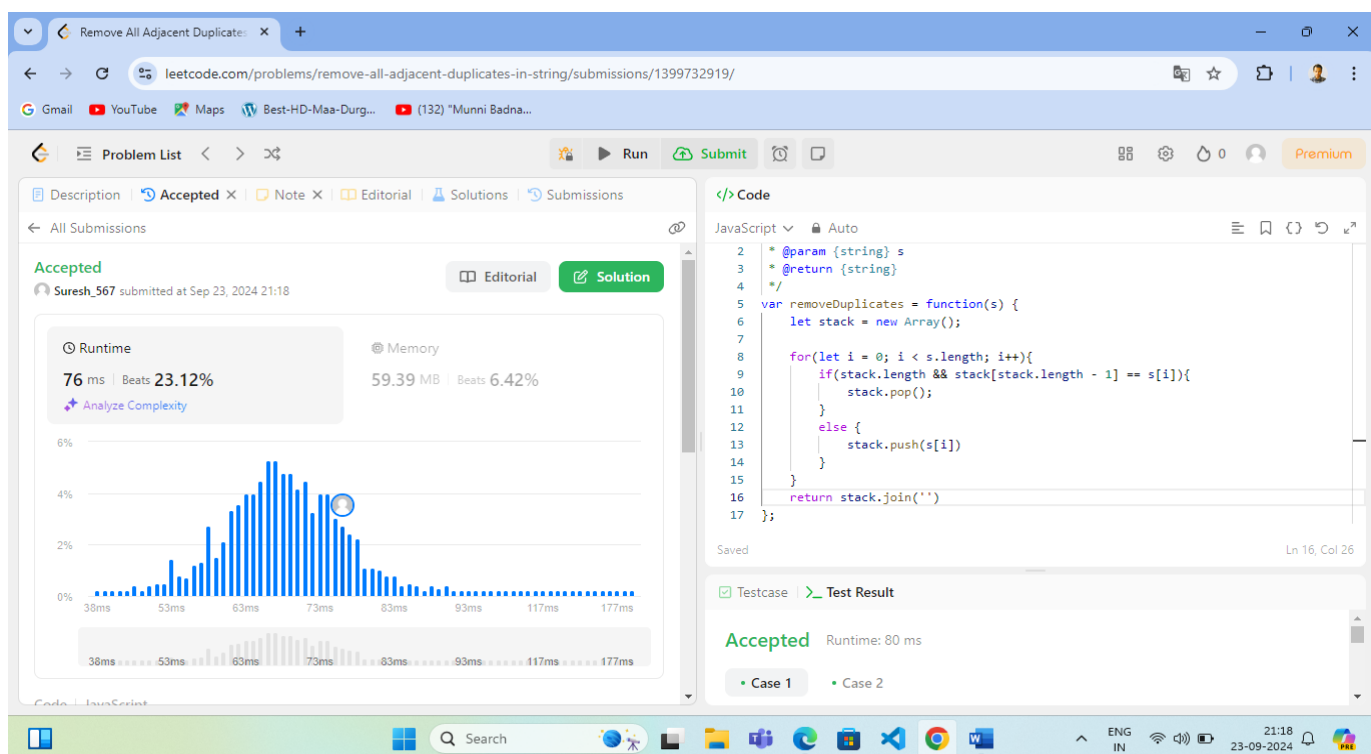 Remove All Adjacent Duplicate
leetcode.com/problems/remove-all-adjacent-duplicates-in-string/submissions/1399732919/
Gmail YouTube Maps Best-HD-Maa-Durg... (132) "Munni Badna...
Problem List Run Submit 0 Premium
Description Accepted Note Editorial Solutions Submissions
All Submissions
Accepted
Suresh_567 submitted at Sep 23, 2024 21:18
Editorial Solution
Runtime
76 ms Beats 23.12%
Analyze Complexity
Memory
59.39 MB Beats 6.42%
6%
4%
2%
0%
38ms 53ms 63ms 73ms 83ms 93ms 117ms 177ms
38ms 53ms 63ms 73ms 83ms 93ms 117ms 177ms
Code JavaScript
</> Code
JavaScript Auto
2 * @param {string} s
3 * @return {string}
4 */
5 var removeDuplicates = function(s) {
6 let stack = new Array();
7
8 for(let i = 0; i < s.length; i++){
9 if(stack.length && stack[stack.length - 1] == s[i]){
10 stack.pop();
11 }
12 else {
13 stack.push(s[i])
14 }
15 }
16 return stack.join('')
17 };
Saved Ln 16, Col 26
Testcase >_ Test Result
Accepted Runtime: 80 ms
• Case 1 • Case 2
Search
ENG
IN
21:18
23-09-2024
PRE